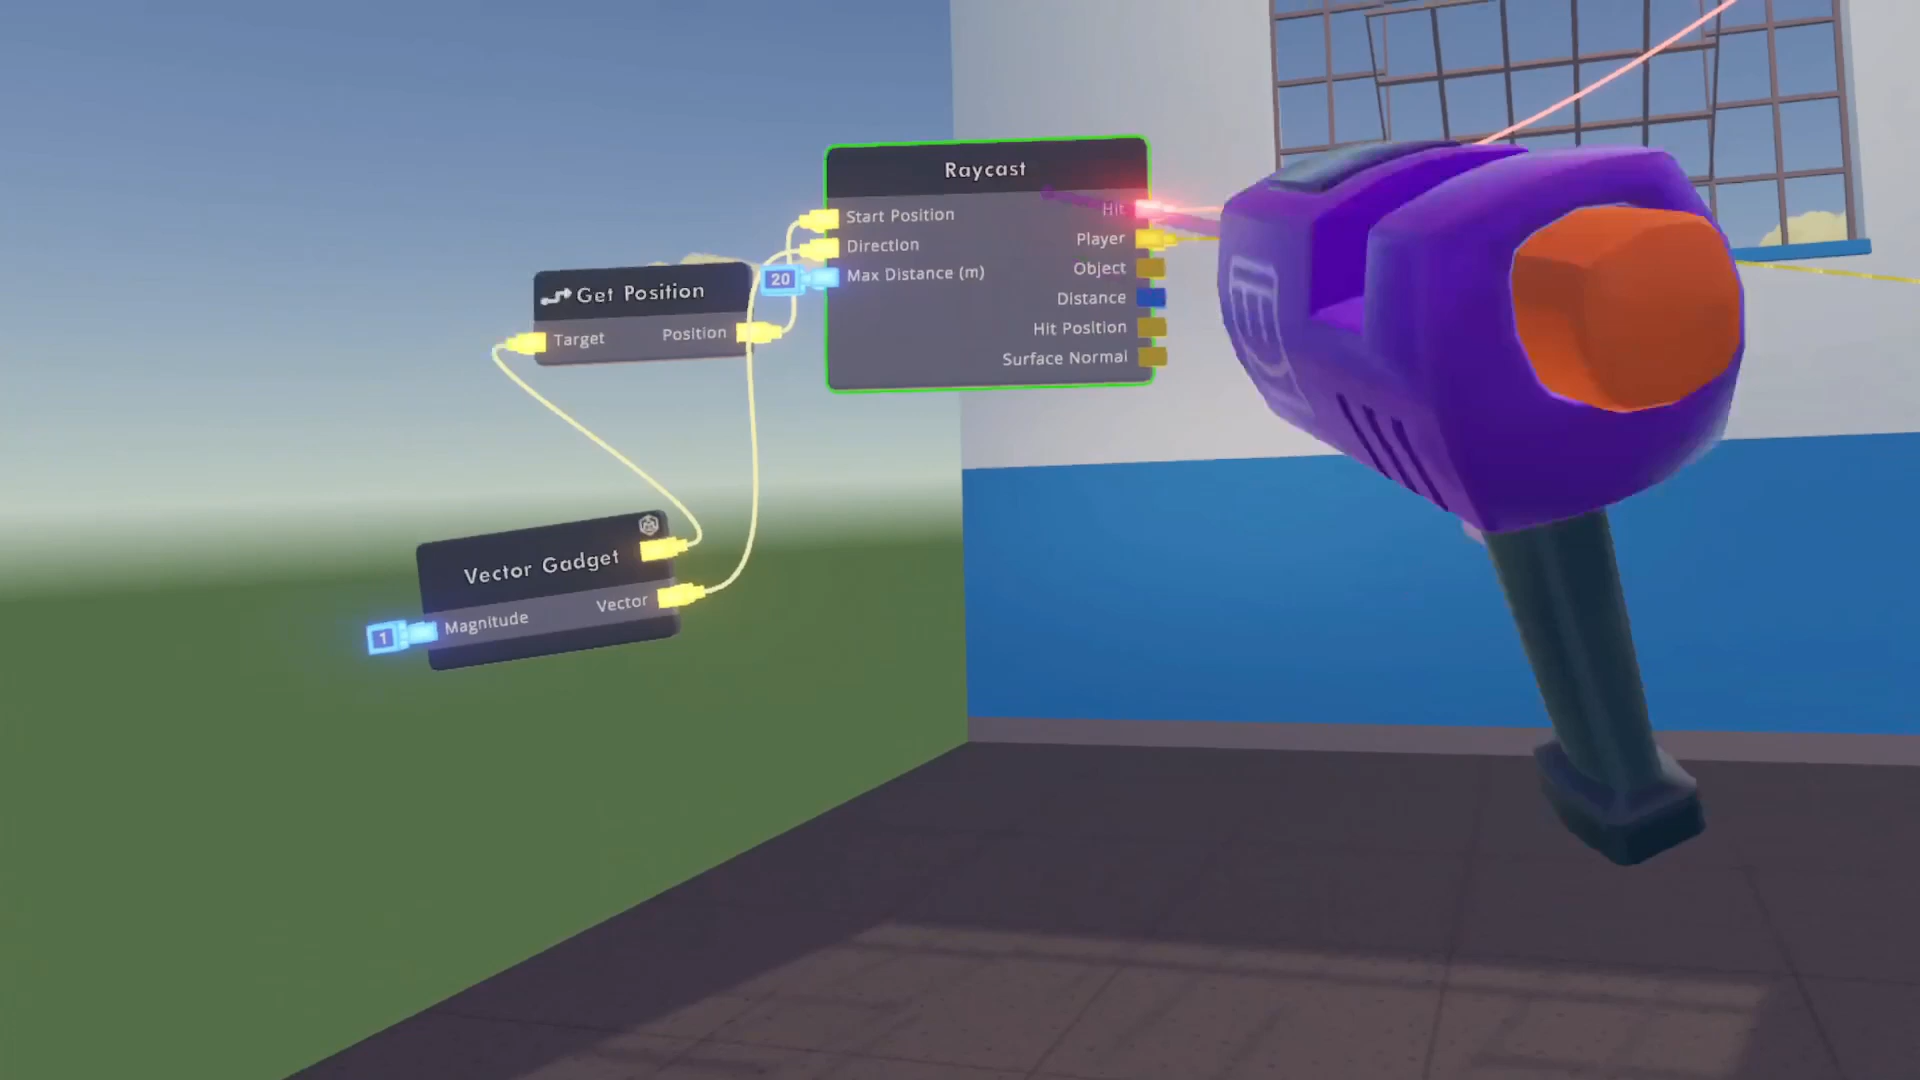 Raycast
Start Position
Hit
Direction
Player
20
Max Distance (m)
Object
Distance
Hit Position
Surface Normal
Get Position
Target
Position
Vector Gadget
Vector
1
Magnitude